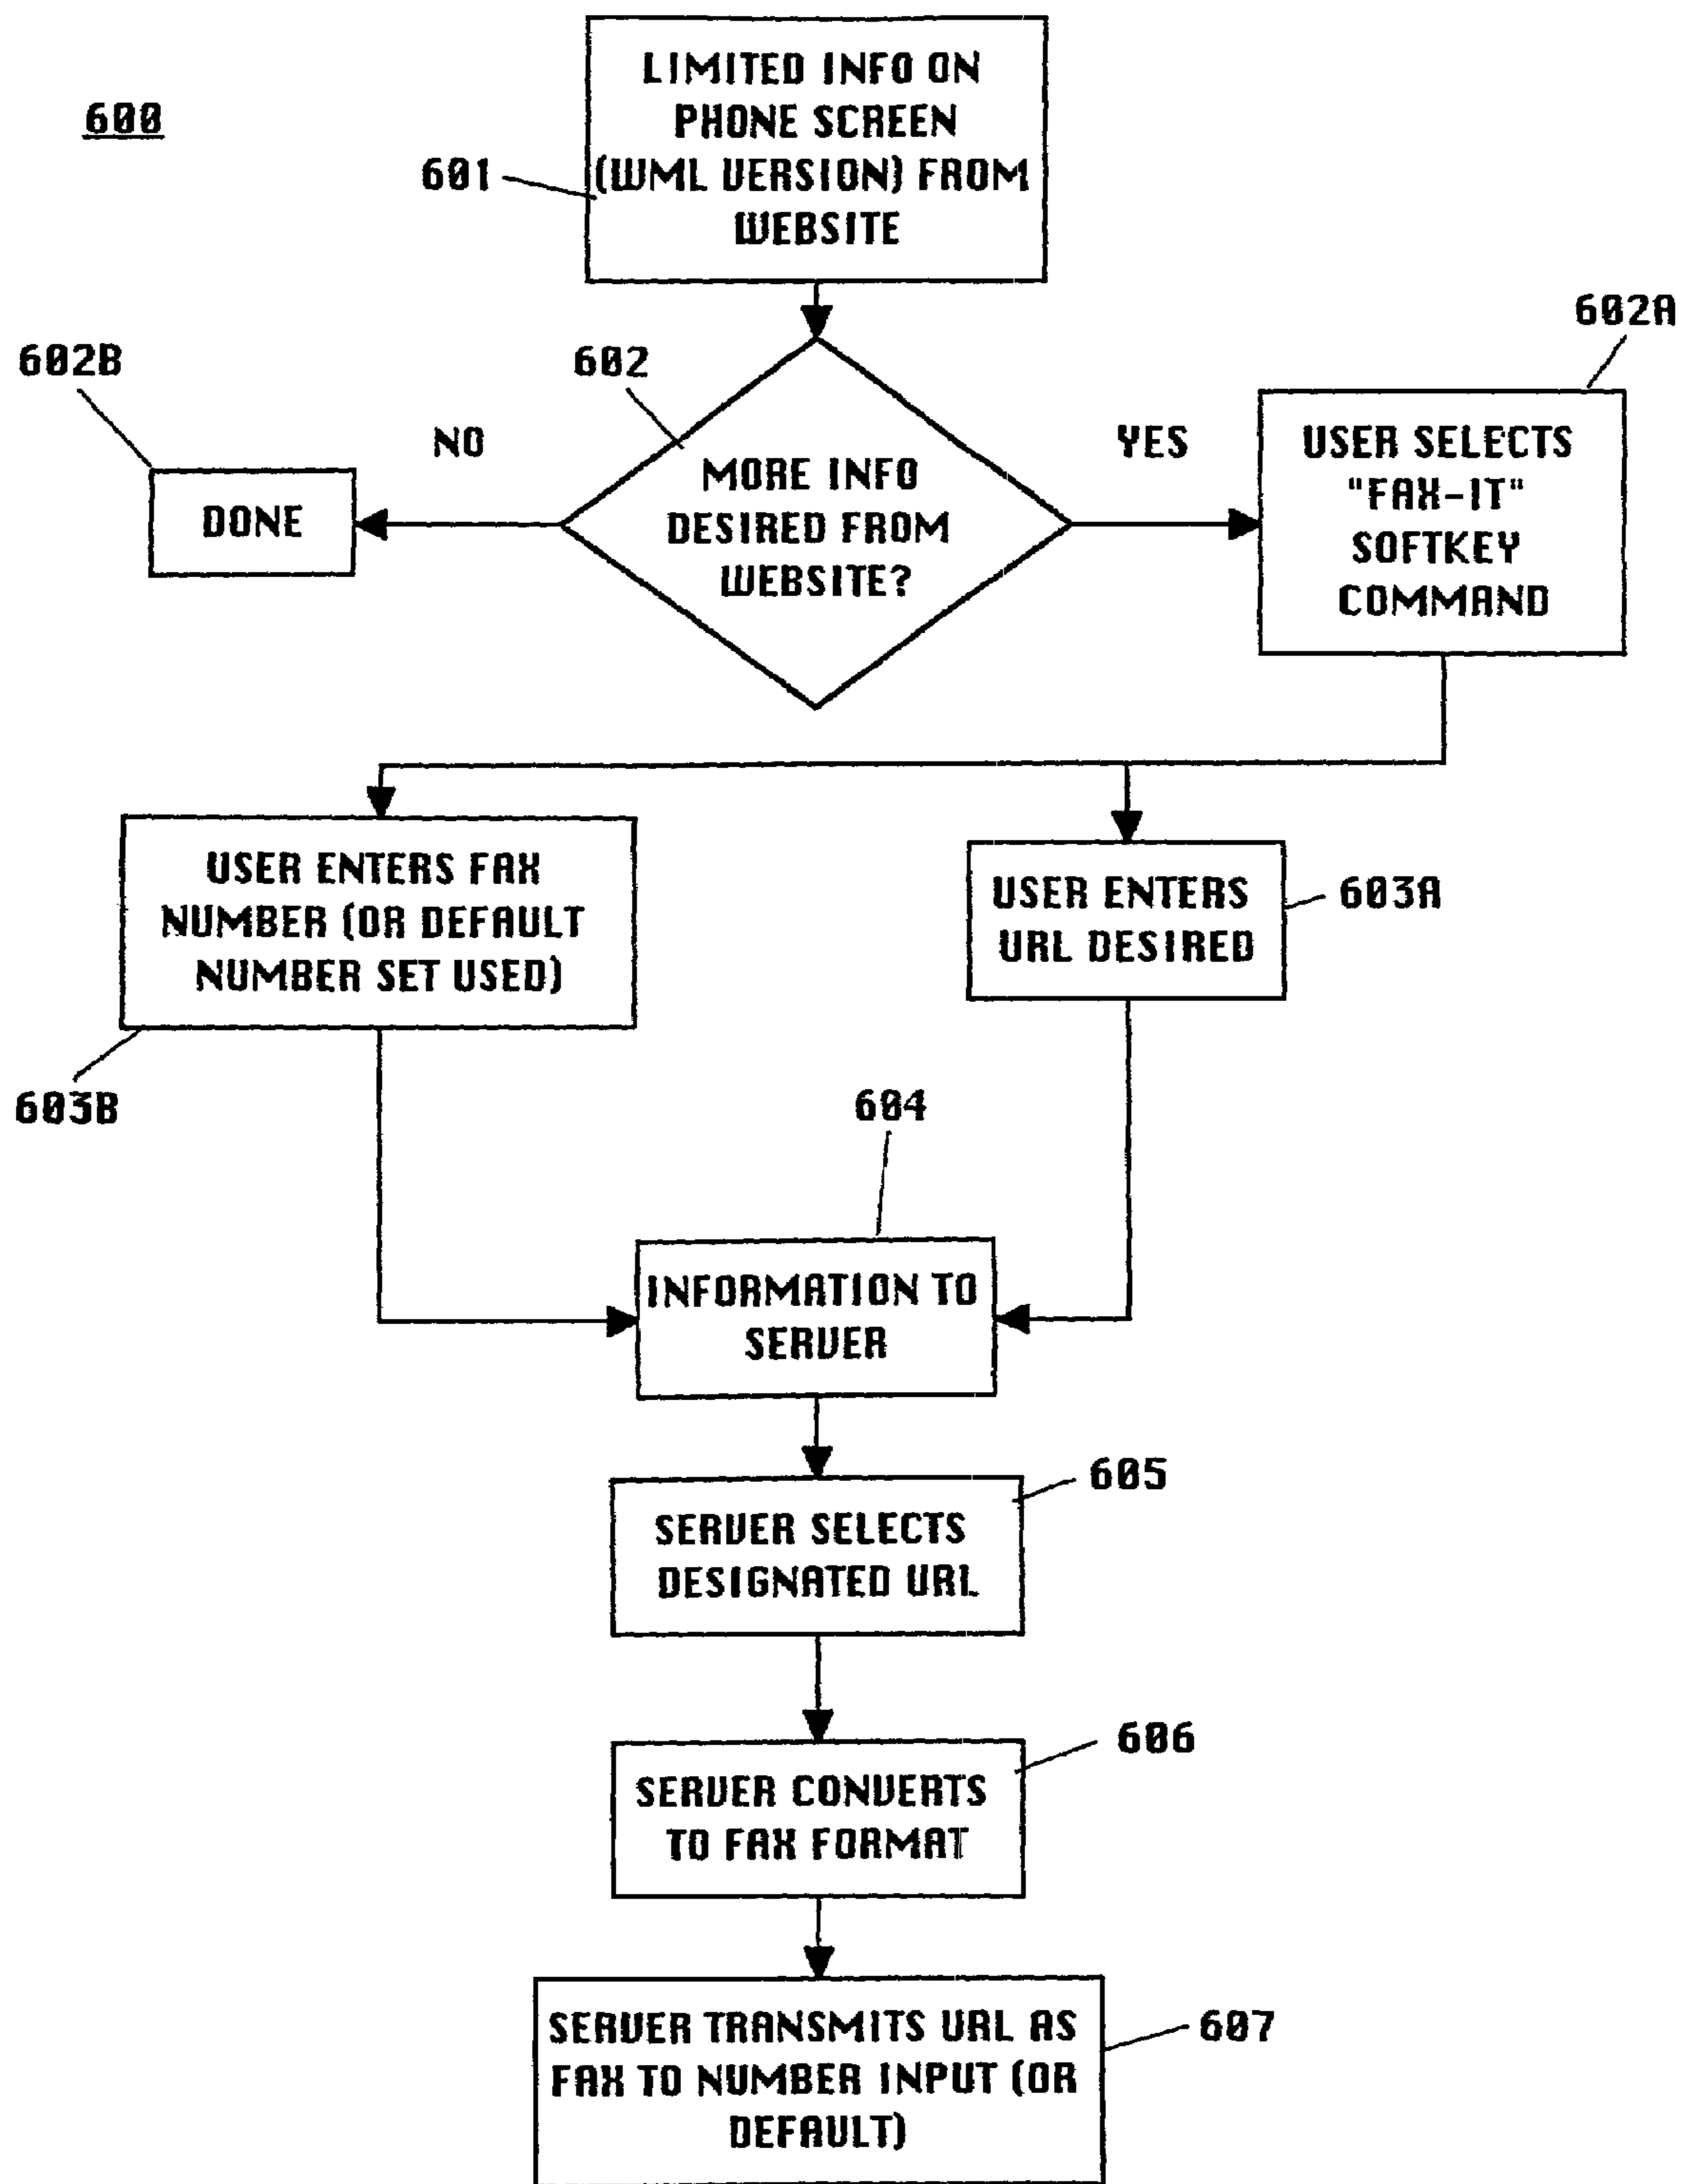 600
LIMITED INFO ON
PHONE SCREEN
(WML VERSION) FROM
WEBSITE
601
602A
602B
602
NO
YES
DONE
MORE INFO
DESIRED FROM
WEBSITE?
USER SELECTS
"FAX-IT"
SOFTKEY
COMMAND
USER ENTERS FAX
NUMBER (OR DEFAULT
NUMBER SET USED)
603B
USER ENTERS
URL DESIRED
603A
604
INFORMATION TO
SERVER
605
SERVER SELECTS
DESIGNATED URL
606
SERVER CONVERTS
TO FAX FORMAT
607
SERVER TRANSMITS URL AS
FAX TO NUMBER INPUT (OR
DEFAULT)